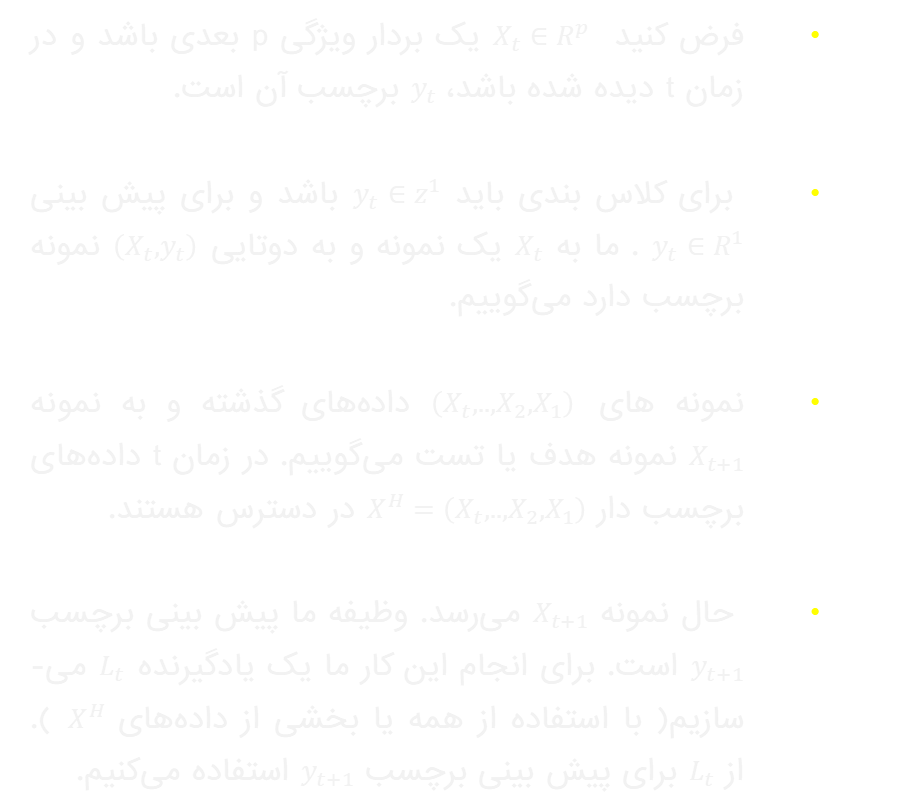 • فرض کنید $X_t \in R^p$ یک بردار ویژگی p بعدی باشد و در
زمان t دیده شده باشد، $y_t$ برچسب آن است.
• برای کلاس بندی باید $y_t \in z^1$ باشد و برای پیش بینی
$y_t \in R^1$ . ما به $X_t$ یک نمونه و به دوتایی $(X_t,y_t)$ نمونه
برچسب دارد می‌گوییم.
• نمونه های $(X_t,..,X_2,X_1)$ داده‌های گذشته و به نمونه
$X_{t+1}$ نمونه هدف یا تست می‌گوییم. در زمان t داده‌های
برچسب دار $X^H = (X_t,..,X_2,X_1)$ در دسترس هستند.
• حال نمونه $X_{t+1}$ می‌رسد. وظیفه ما پیش بینی برچسب
$y_{t+1}$ است. برای انجام این کار ما یک یادگیرنده $L_t$ می-
سازیم( با استفاده از همه یا بخشی از داده‌های $X^H$ ).
از $L_t$ برای پیش بینی برچسب $y_{t+1}$ استفاده می‌کنیم.